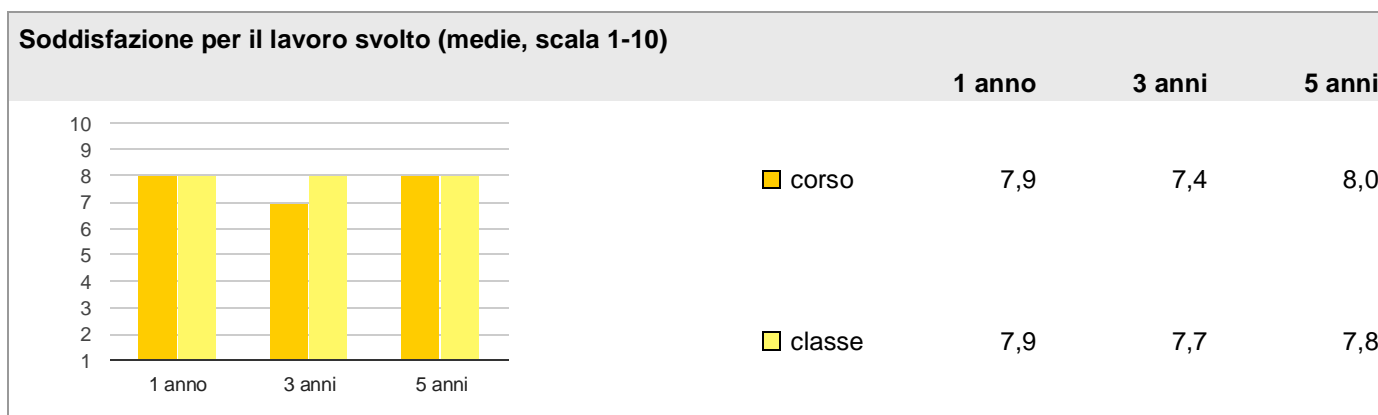 Soddisfazione per il lavoro svolto (medie, scala 1-10)
1 anno 3 anni 5 anni
10
9
8
7
6
5
4
3
2
1
1 anno 3 anni 5 anni
corso 7,9 7,4 8,0
classe 7,9 7,7 7,8